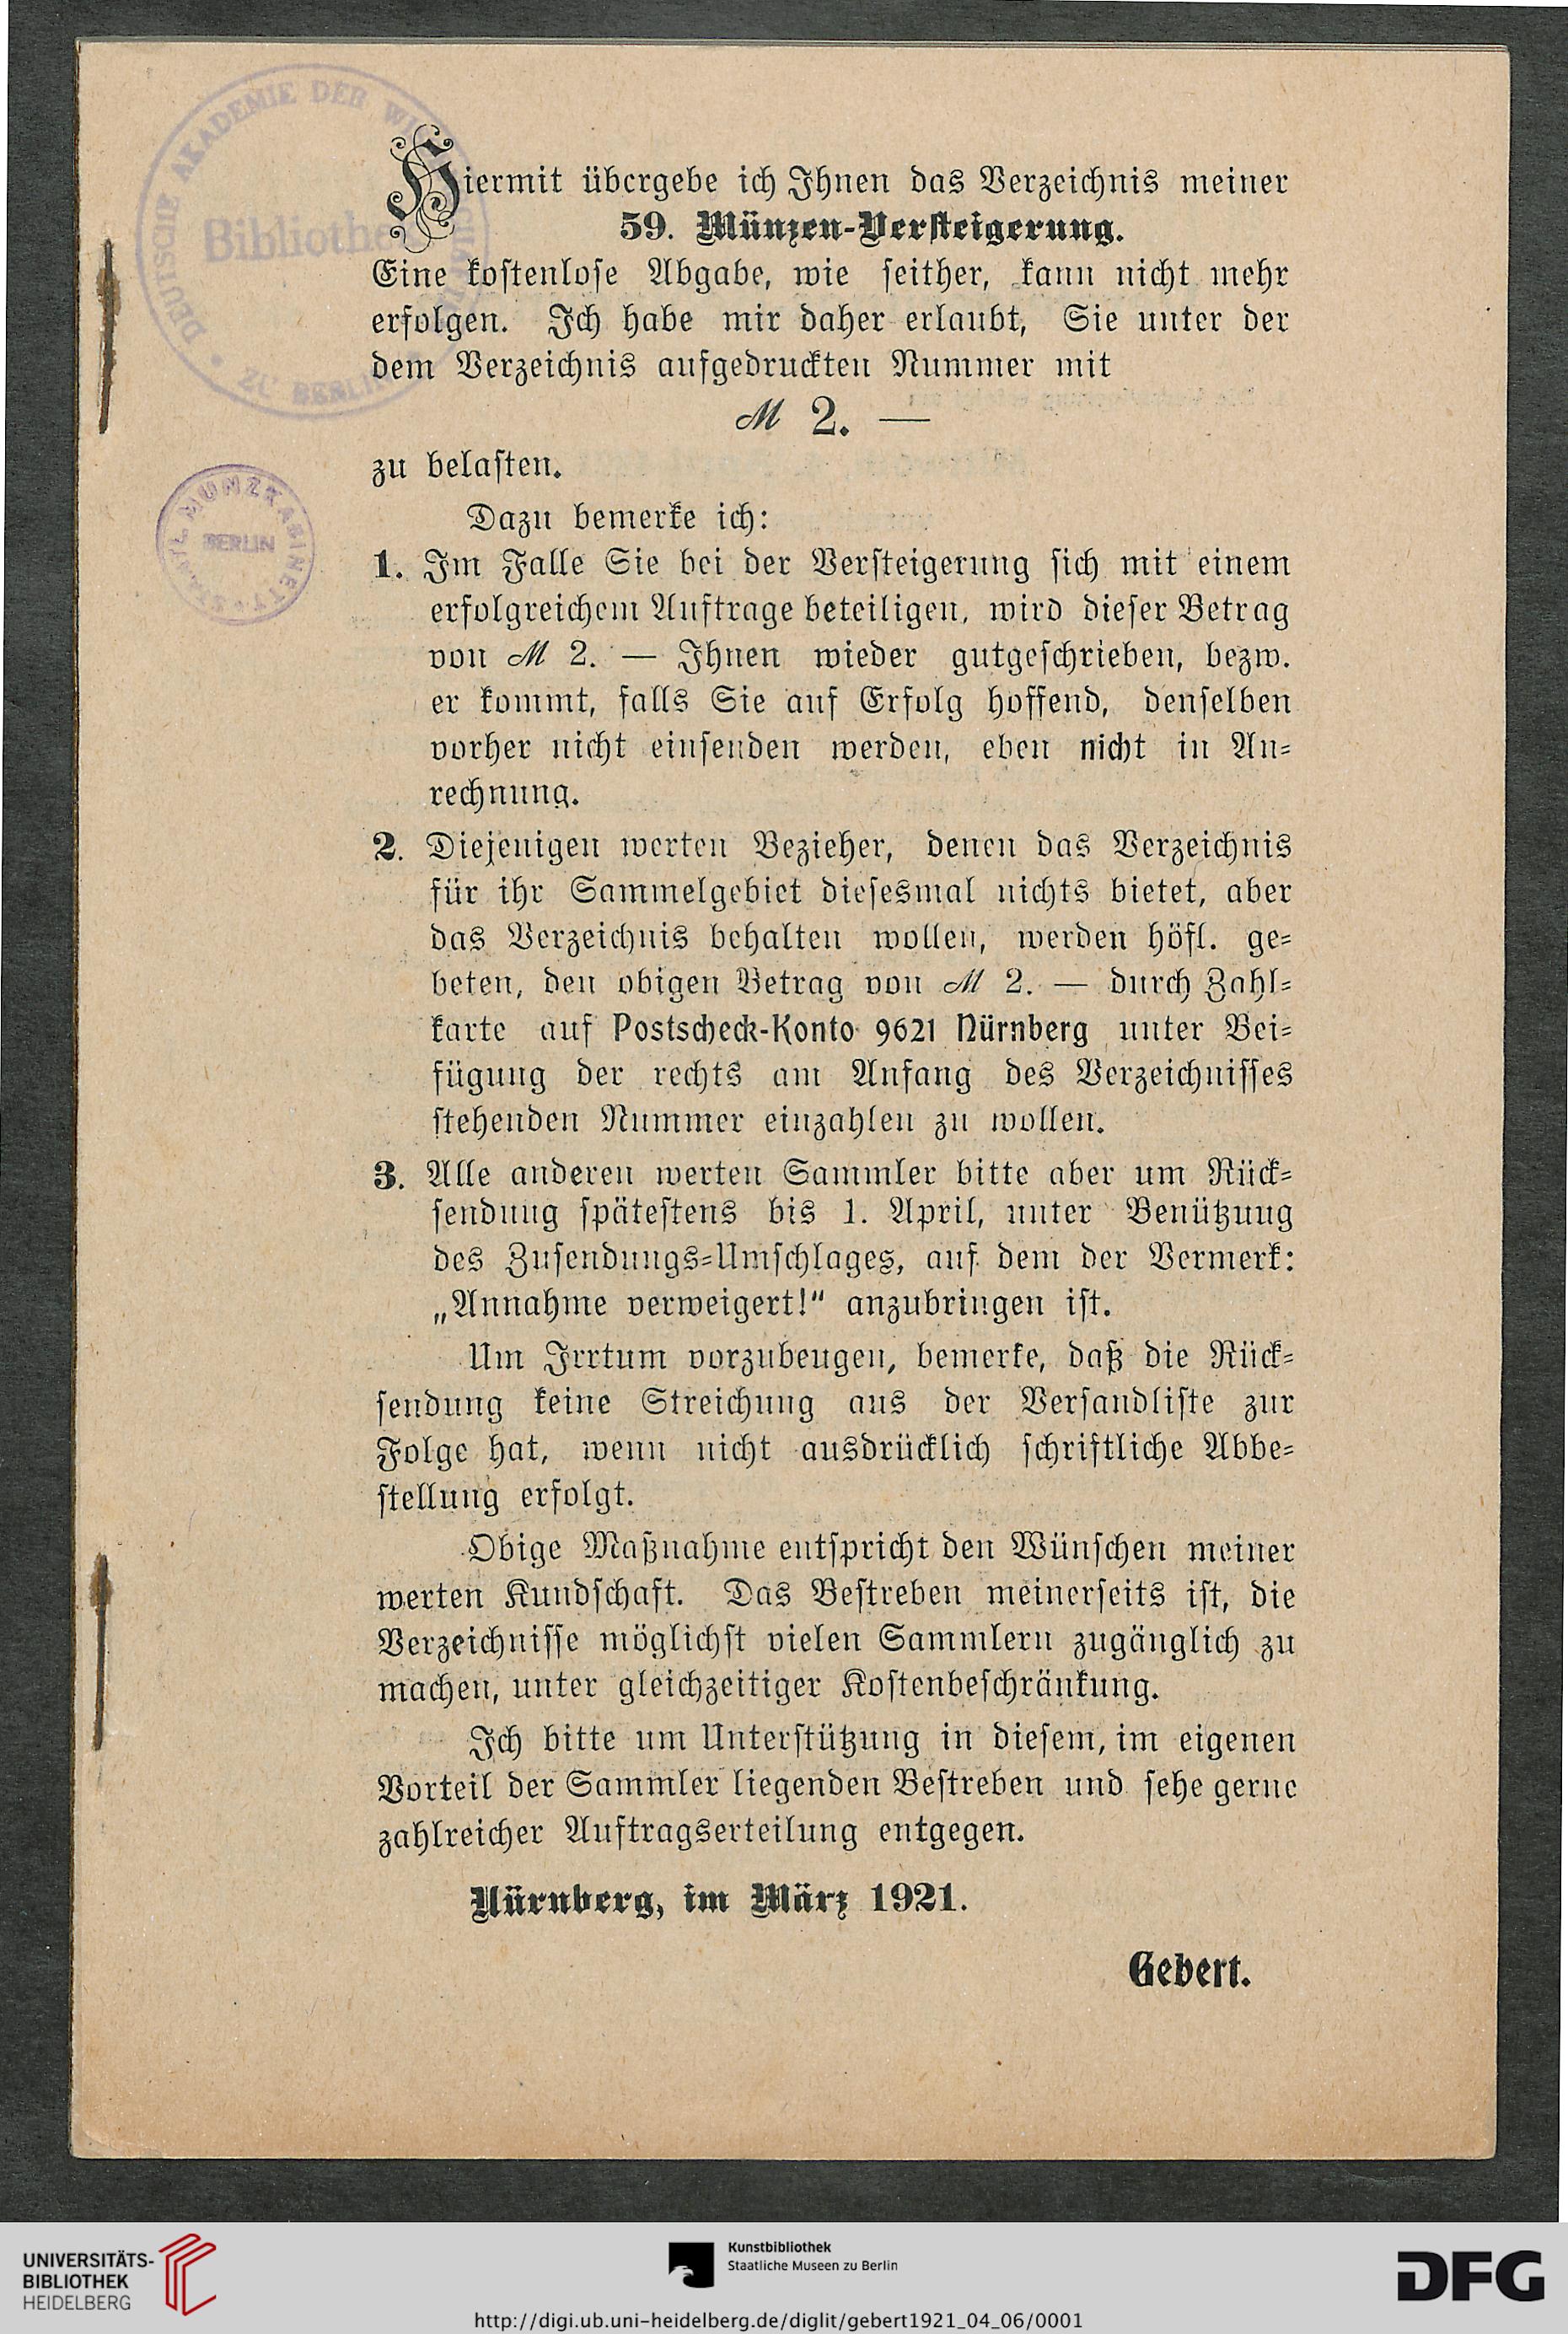 Hiermit übergebe ich Ihnen das Verzeichnis meiner
59. Münzen-Versteigerung.
Eine kostenlose Abgabe, wie seither, kann nicht mehr
erfolgen. Ich habe mir daher erlaubt, Sie unter der
dem Verzeichnis aufgedruckten Nummer mit
ℳ 2. —
zu belasten.
Dazu bemerke ich:
1. Im Falle Sie bei der Versteigerung sich mit einem
erfolgreichem Auftrage beteiligen, wird dieser Betrag
von ℳ 2. — Ihnen wieder gutgeschrieben, bezw.
er kommt, falls Sie auf Erfolg hoffend, denselben
vorher nicht einsenden werden, eben nicht in An-
rechnung.
2. Diejenigen werten Bezieher, denen das Verzeichnis
für ihr Sammelgebiet diesesmal nichts bietet, aber
das Verzeichnis behalten wollen, werden höfl. ge-
beten, den obigen Betrag von ℳ 2. — durch Zahl-
karte auf Postscheck-Konto 9621 Nürnberg unter Bei-
fügung der rechts am Anfang des Verzeichnisses
stehenden Nummer einzahlen zu wollen.
3. Alle anderen werten Sammler bitte aber um Rück-
sendung spätestens bis 1. April, unter Benützung
des Zusendungs-Umschlages, auf dem der Vermerk:
„Annahme verweigert!“ anzubringen ist.
Um Irrtum vorzubeugen, bemerke, daß die Rück-
sendung keine Streichung aus der Versandliste zur
Folge hat, wenn nicht ausdrücklich schriftliche Abbe-
stellung erfolgt.
Obige Maßnahme entspricht den Wünschen meiner
werten Kundschaft. Das Bestreben meinerseits ist, die
Verzeichnisse möglichst vielen Sammlern zugänglich zu
machen, unter gleichzeitiger Kostenbeschränkung.
Ich bitte um Unterstützung in diesem, im eigenen
Vorteil der Sammler liegenden Bestreben und sehe gerne
zahlreicher Auftragserteilung entgegen.
Nürnberg, im März 1921.
Gebert.
DEUTSCHE AKADEMIE DER
ZU BERLIN
MÜNZKABINETT
BERLIN
UNIVERSITÄTS-
BIBLIOTHEK
HEIDELBERG
Kunstbibliothek
Staatliche Museen zu Berlin
DFG
http://digi.ub.uni-heidelberg.de/diglit/gebert1921_04_06/0001